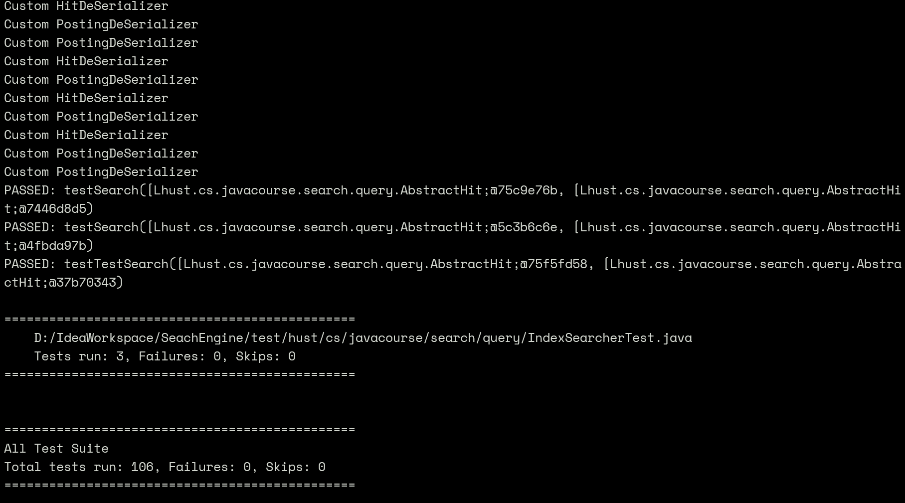 Custom HitDeSerializer
Custom PostingDeSerializer
Custom PostingDeSerializer
Custom HitDeSerializer
Custom PostingDeSerializer
Custom HitDeSerializer
Custom PostingDeSerializer
Custom HitDeSerializer
Custom PostingDeSerializer
Custom PostingDeSerializer
PASSED: testSearch([Lhust.cs.javacourse.search.query.AbstractHit;@75c9e76b, [Lhust.cs.javacourse.search.query.AbstractHi
t;@7446d8d5)
PASSED: testSearch([Lhust.cs.javacourse.search.query.AbstractHit;@5c3b6c6e, [Lhust.cs.javacourse.search.query.AbstractHi
t;@4fbda97b)
PASSED: testTestSearch([Lhust.cs.javacourse.search.query.AbstractHit;@75f5fd58, [Lhust.cs.javacourse.search.query.Abstra
ctHit;@37b70343)
===============================================
D:/IdeaWorkspace/SeachEngine/test/hust/cs/javacourse/search/query/IndexSearcherTest.java
Tests run: 3, Failures: 0, Skips: 0
===============================================
===============================================
All Test Suite
Total tests run: 106, Failures: 0, Skips: 0
===============================================